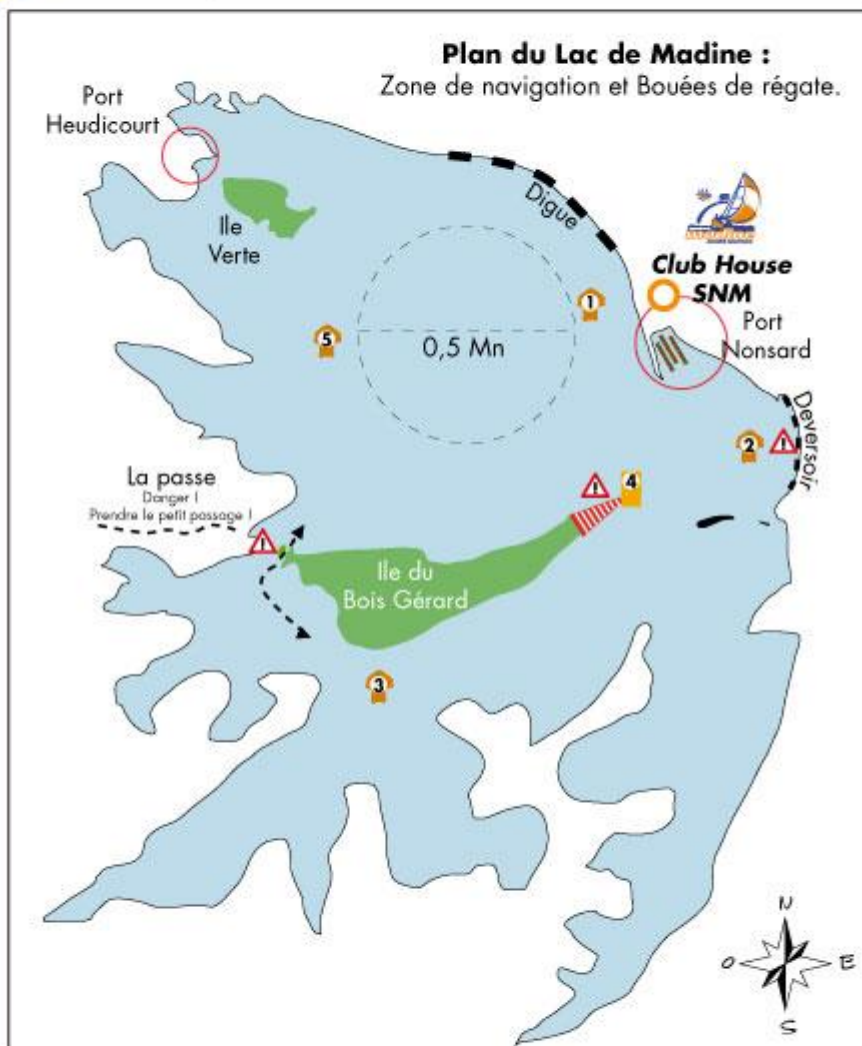 Plan du Lac de Madine :
Zone de navigation et Bouées de régate.
Port
Heudicourt
Ile
Verte
Digue
madine
Club House
SNM
Port
Nonsard
1
5
0,5 Mn
2
Deversoir
4
La passe
Danger !
Prendre le petit passage !
Ile du
Bois Gérard
3
N
O
E
S